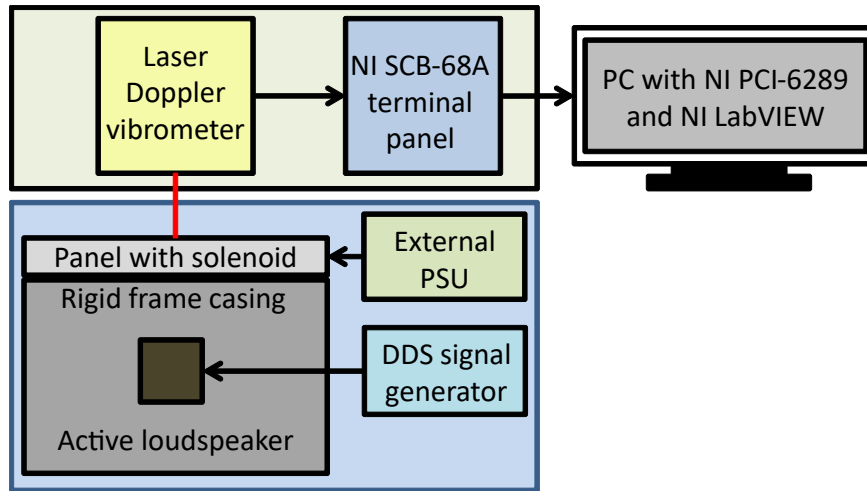 Laser
Doppler
vibrometer
NI SCB-68A
terminal
panel
PC with NI PCI-6289
and NI LabVIEW
Panel with solenoid
External
PSU
Rigid frame casing
DDS signal
generator
Active loudspeaker